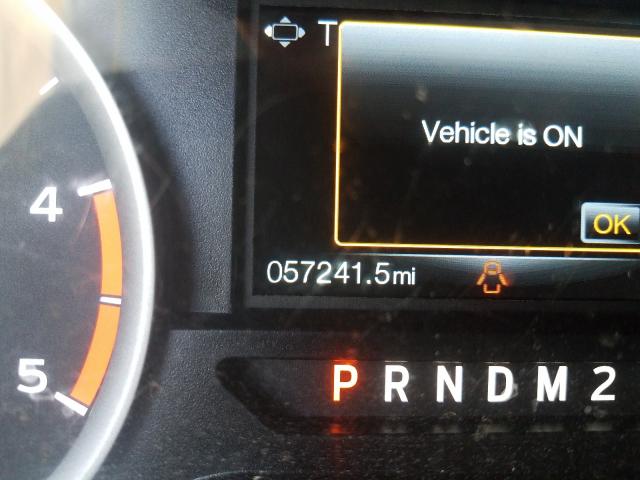 T
Vehicle is ON
4
OK
057241.5mi
5
P R N D M 2